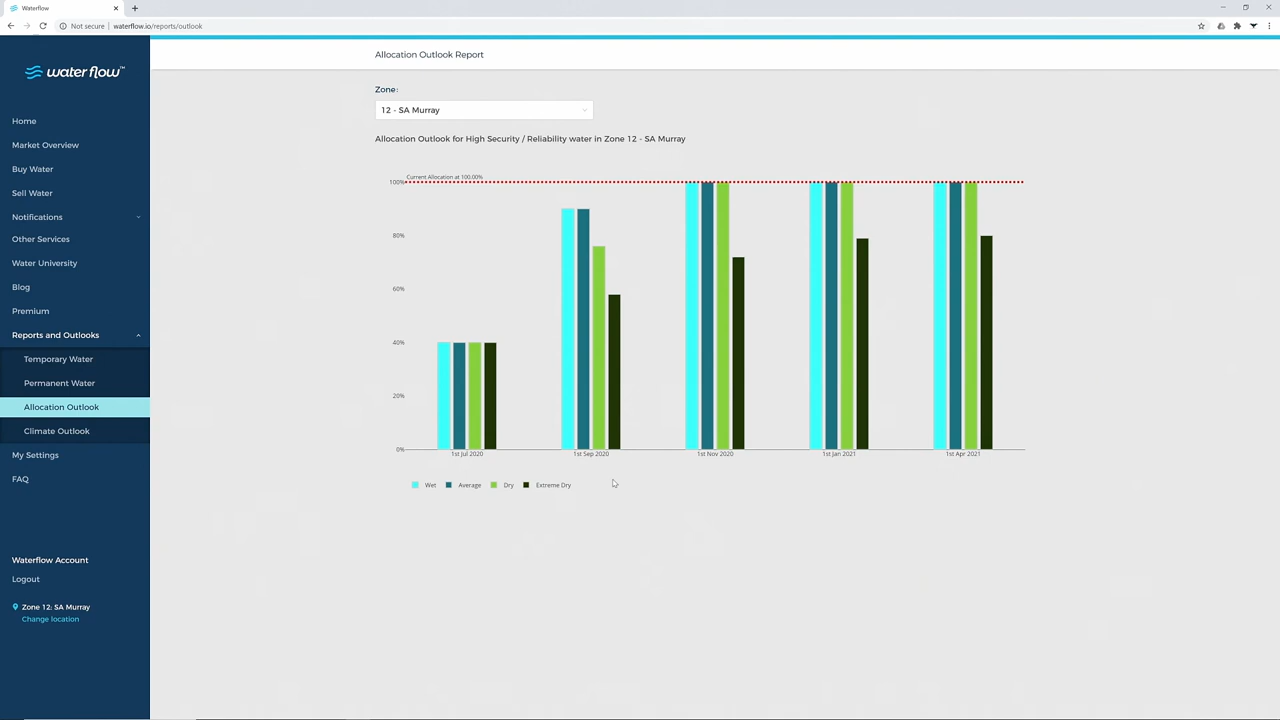 Waterflow
Not secure
waterflow.io/reports/outlook
water flow™
Home
Market Overview
Buy Water
Sell Water
Notifications
Other Services
Water University
Blog
Premium
Reports and Outlooks
Temporary Water
Permanent Water
Allocation Outlook
Climate Outlook
My Settings
FAQ
Waterflow Account
Logout
Zone 12: SA Murray
Change location
Allocation Outlook Report
Zone:
12 - SA Murray
Allocation Outlook for High Security / Reliability water in Zone 12 - SA Murray
Current Allocation at 100.00%
100%
80%
60%
40%
20%
0%
1st Jul 2020 1st Sep 2020 1st Nov 2020 1st Jan 2021 1st Apr 2021
Wet Average Dry Extreme Dry